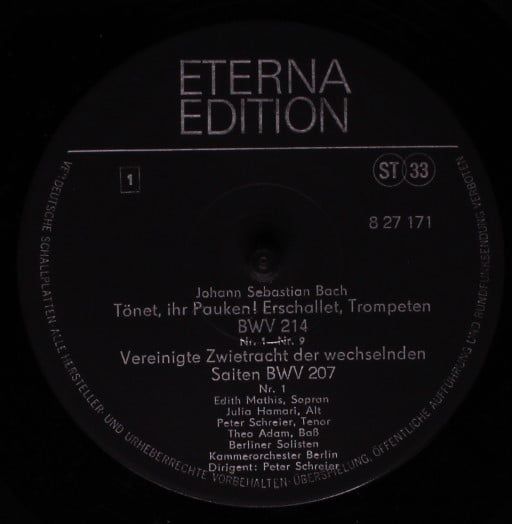 ETERNA
EDITION
1
ST 33
8 27 171
Johann Sebastian Bach
Tönet, ihr Pauken! Erschallet, Trompeten
BWV 214
Nr. 1—Nr. 9
Vereinigte Zwietracht der wechselnden
Saiten BWV 207
Nr. 1
Edith Mathis, Sopran
Julia Hamari, Alt
Peter Schreier, Tenor
Theo Adam, Baß
Berliner Solisten
Kammerorchester Berlin
Dirigent: Peter Schreier
DEUTSCHE SCHALLPLATTEN · ALLE HERSTELLER- UND URHEBERRECHTE VORBEHALTEN · ÜBERSPIELUNG, ÖFFENTLICHE AUFFÜHRUNG UND RUNDFUNKSENDUNG VERBOTEN